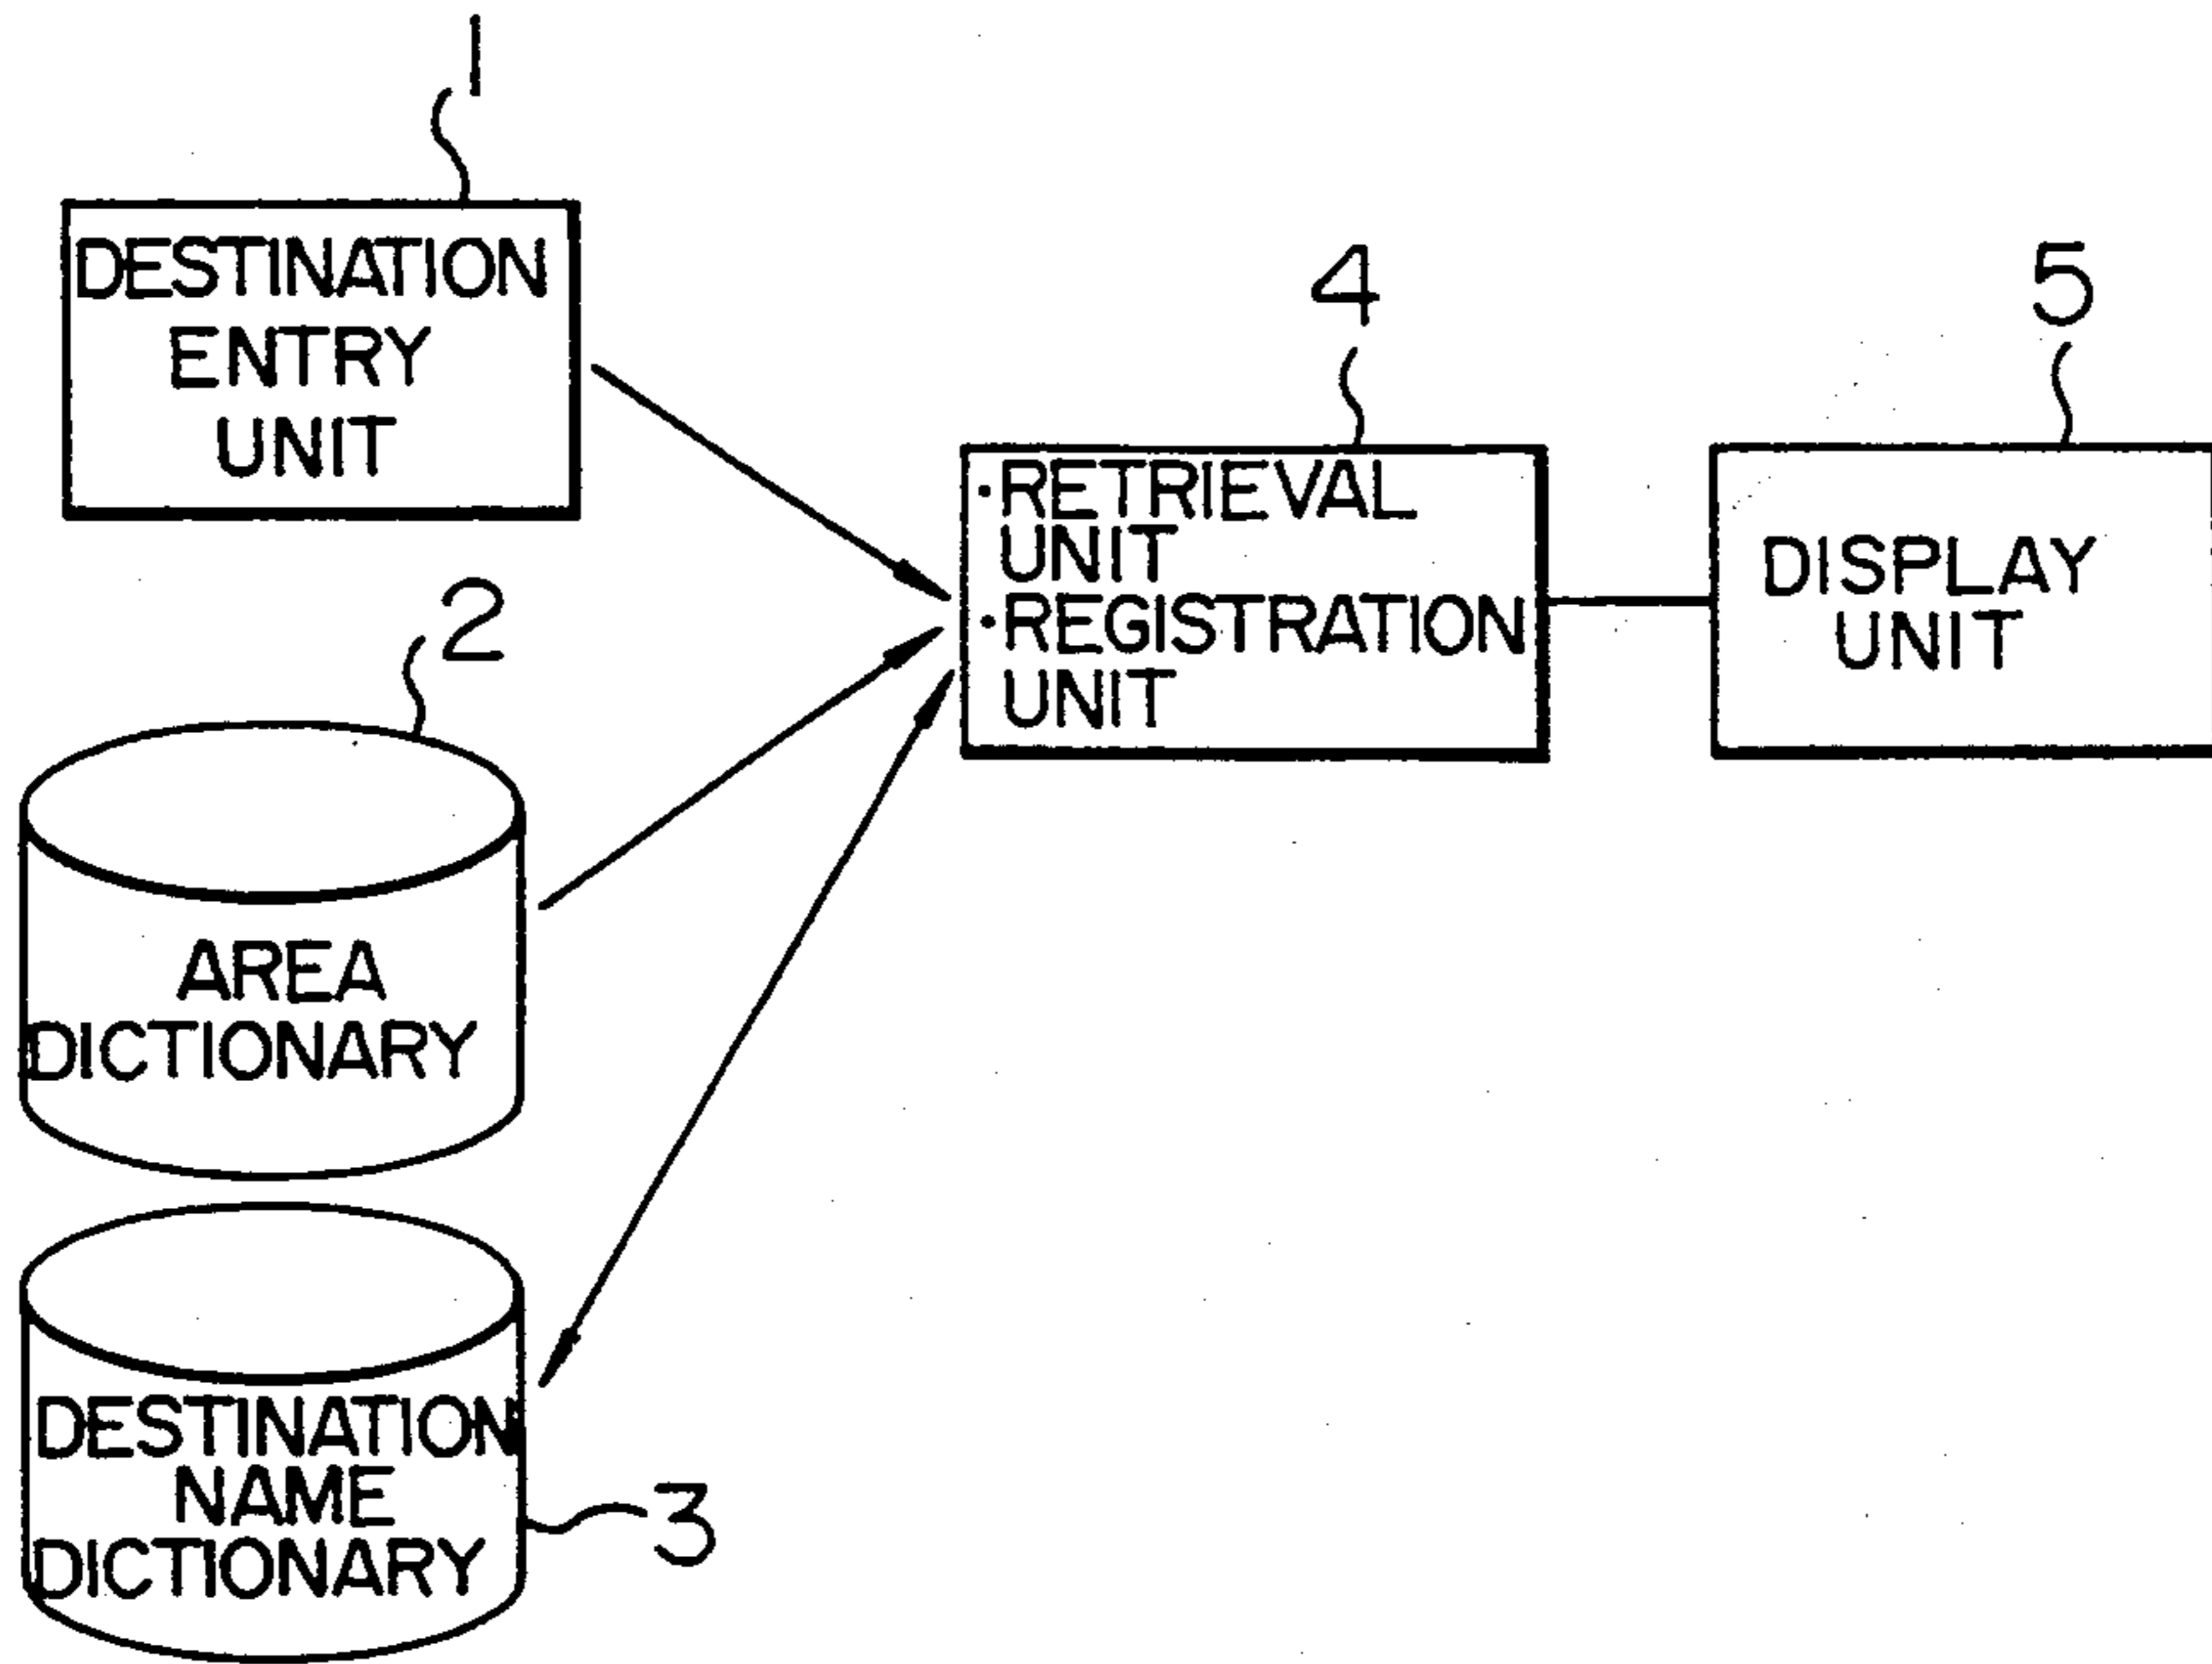 1
DESTINATION
ENTRY
UNIT
2
AREA
DICTIONARY
DESTINATION
NAME
DICTIONARY
3
4
·RETRIEVAL
UNIT
·REGISTRATION
UNIT
5
DISPLAY
UNIT